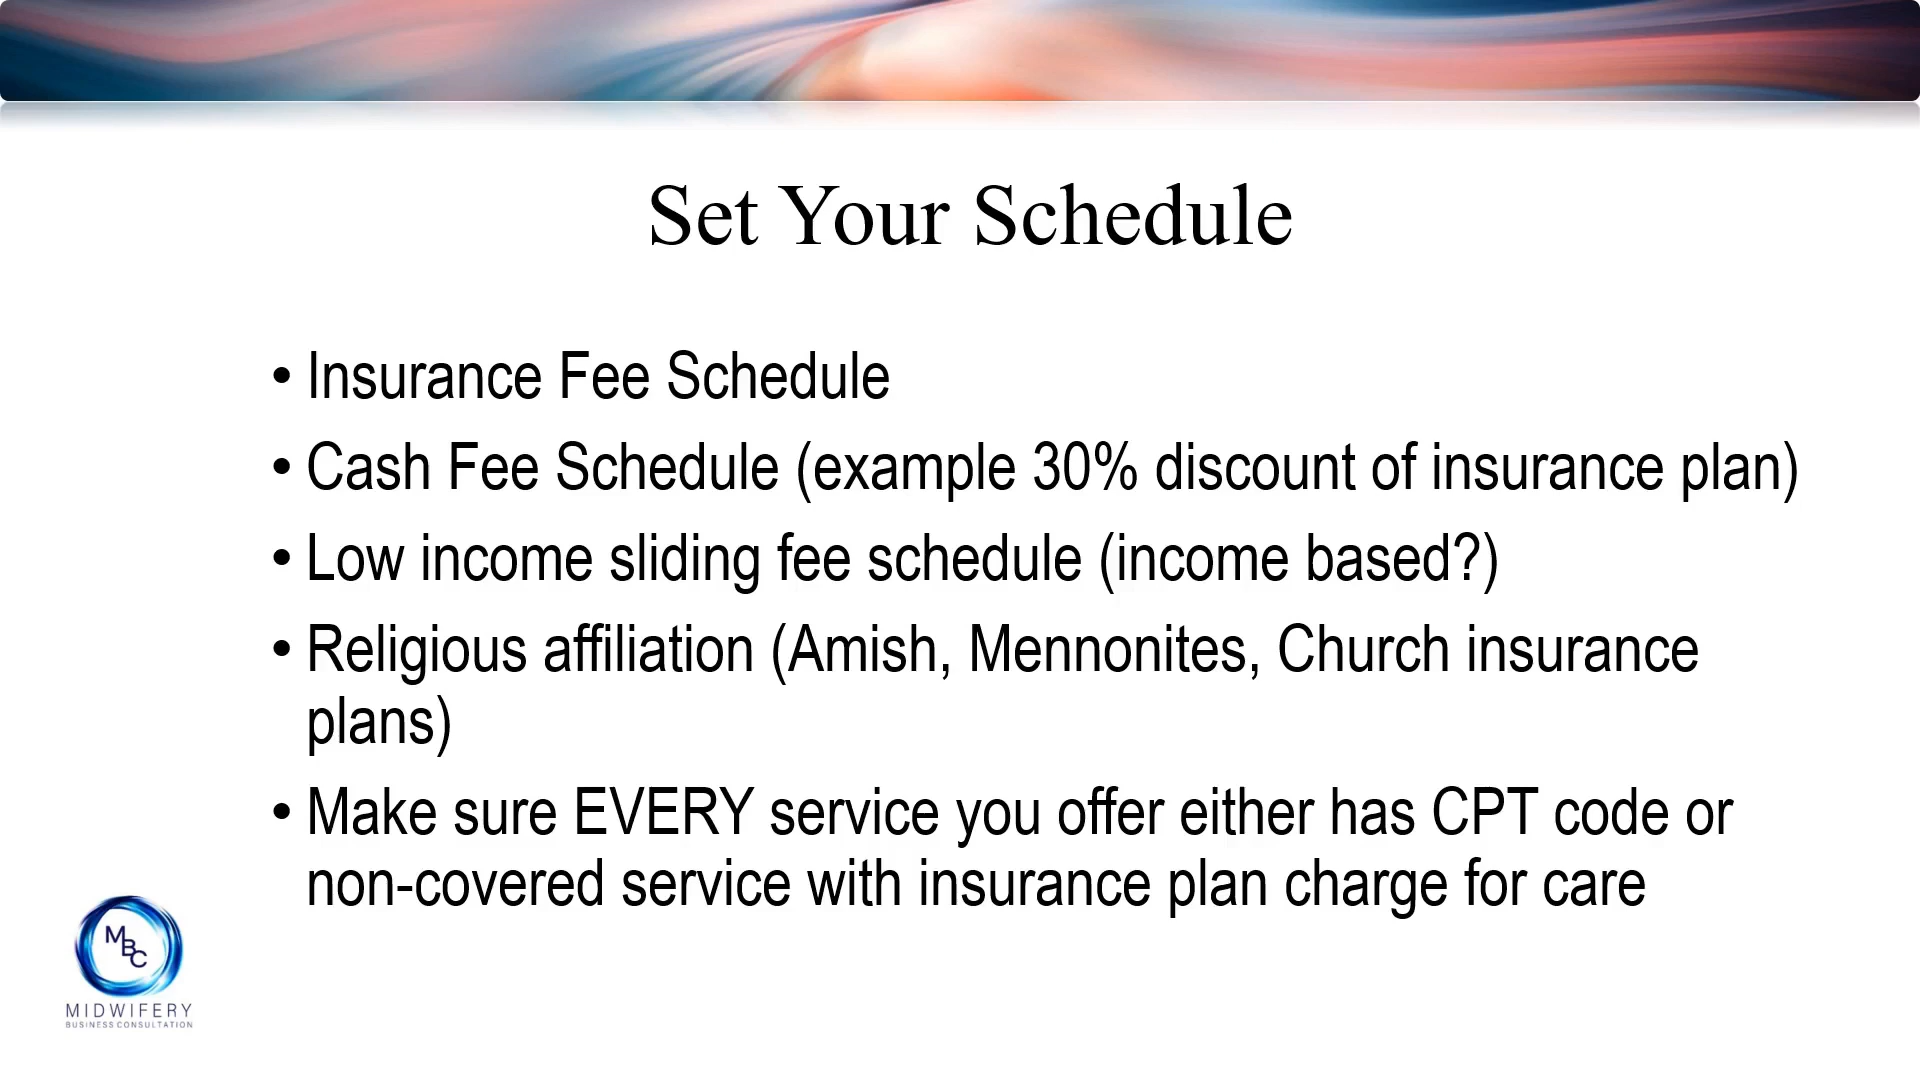 Set Your Schedule
• Insurance Fee Schedule
• Cash Fee Schedule (example 30% discount of insurance plan)
• Low income sliding fee schedule (income based?)
• Religious affiliation (Amish, Mennonites, Church insurance
plans)
• Make sure EVERY service you offer either has CPT code or
non-covered service with insurance plan charge for care
MBC
MIDWIFERY
BUSINESS CONSULTATION